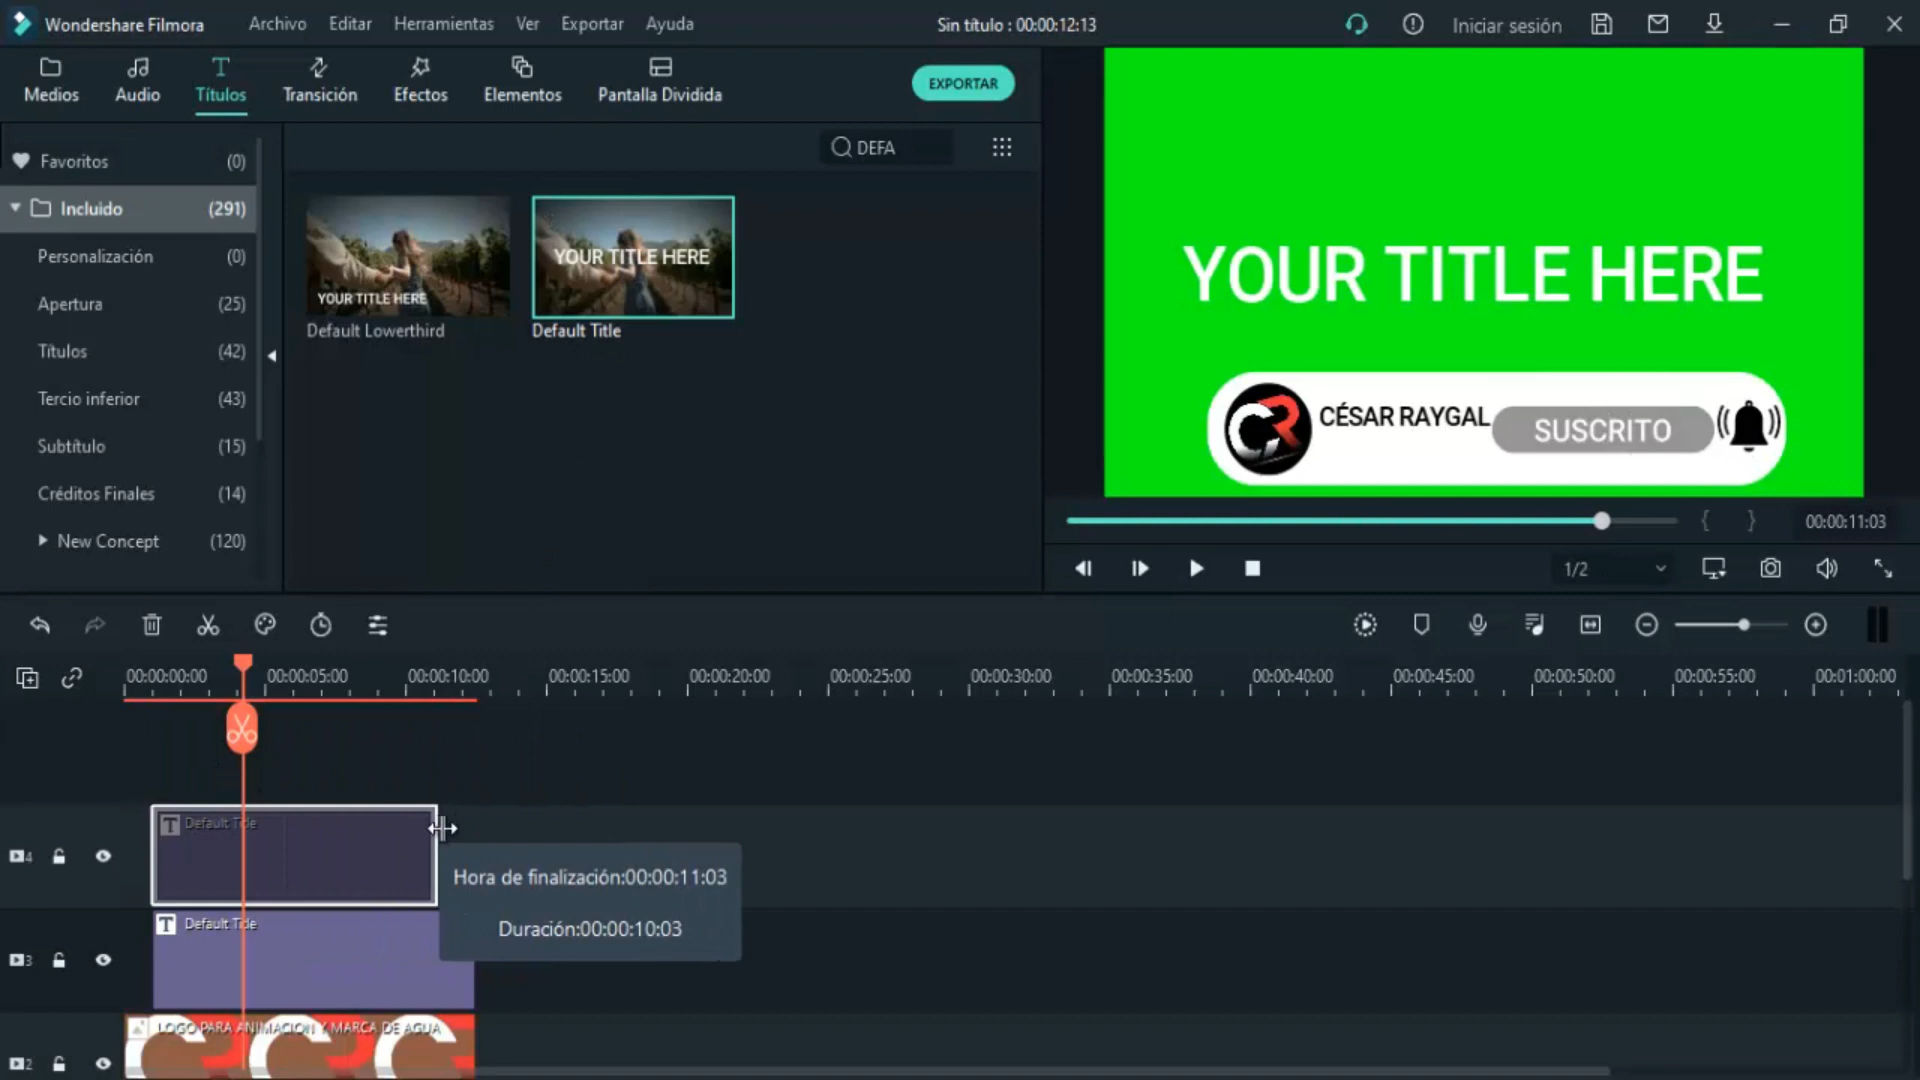 Wondershare Filmora
Archivo
Editar
Herramientas
Ver
Exportar
Ayuda
Sin título : 00:00:12:13
Iniciar sesión
Medios
Audio
Títulos
Transición
Efectos
Elementos
Pantalla Dividida
EXPORTAR
Favoritos (0)
Incluido (291)
Personalización (0)
Apertura (25)
Títulos (42)
Tercio inferior (43)
Subtítulo (15)
Créditos Finales (14)
New Concept (120)
DEFA
YOUR TITLE HERE
Default Lowerthird
YOUR TITLE HERE
Default Title
YOUR TITLE HERE
CR
CÉSAR RAYGAL
SUSCRITO
{ }
00:00:11:03
1/2
00:00:00:00
00:00:05:00
00:00:10:00
00:00:15:00
00:00:20:00
00:00:25:00
00:00:30:00
00:00:35:00
00:00:40:00
00:00:45:00
00:00:50:00
00:00:55:00
00:01:00:00
4
T Default Title
Hora de finalización:00:00:11:03
Duración:00:00:10:03
3
T Default Title
2
LOGO PARA ANIMACION Y MARCA DE AGUA